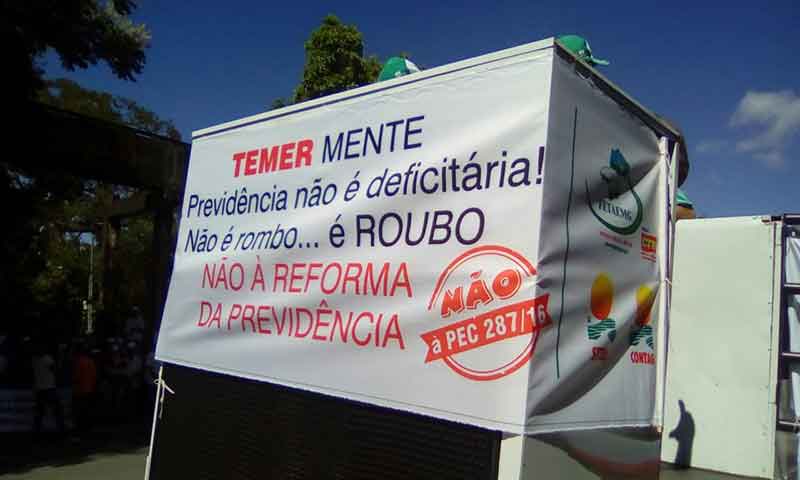 TEMER MENTE
Previdência não é deficitária!
Não é rombo... é ROUBO
NÃO À REFORMA
DA PREVIDÊNCIA
NÃO
à PEC 287/16
FETAEMG
CONTAG